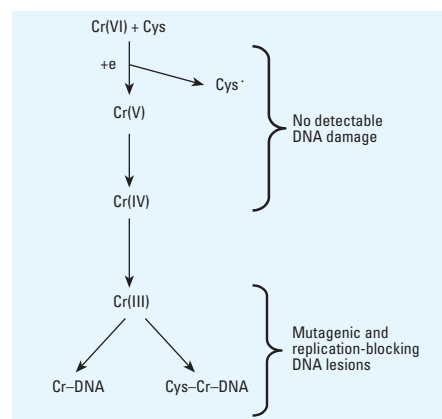 Cr(VI) + Cys
+e
Cys·
Cr(V)
No detectable
DNA damage
Cr(IV)
Cr(III)
Mutagenic and
replication-blocking
DNA lesions
Cr–DNA
Cys–Cr–DNA